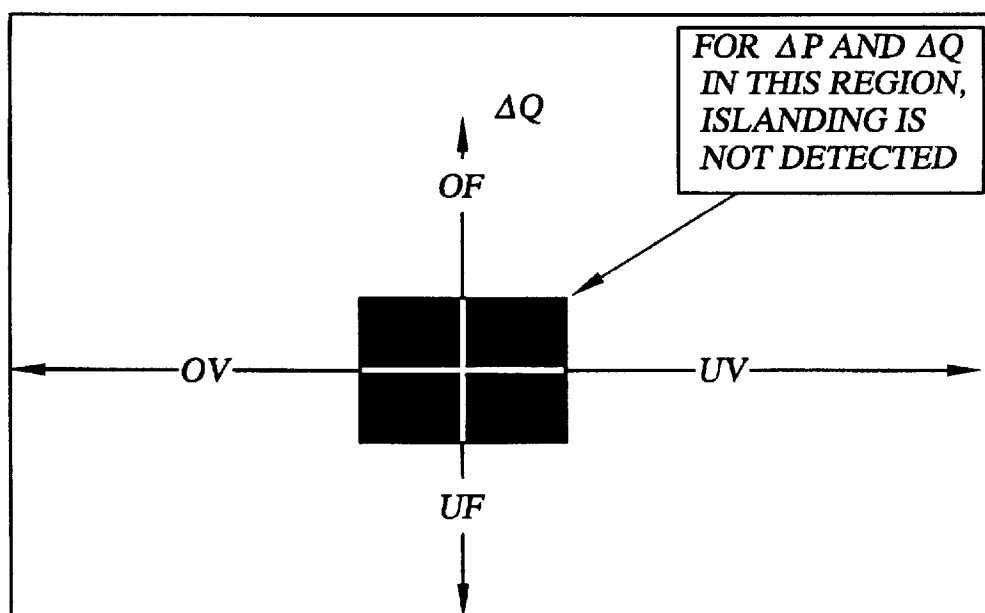 FOR ΔP AND ΔQ
IN THIS REGION,
ISLANDING IS
NOT DETECTED
ΔQ
OF
OV
UV
UF